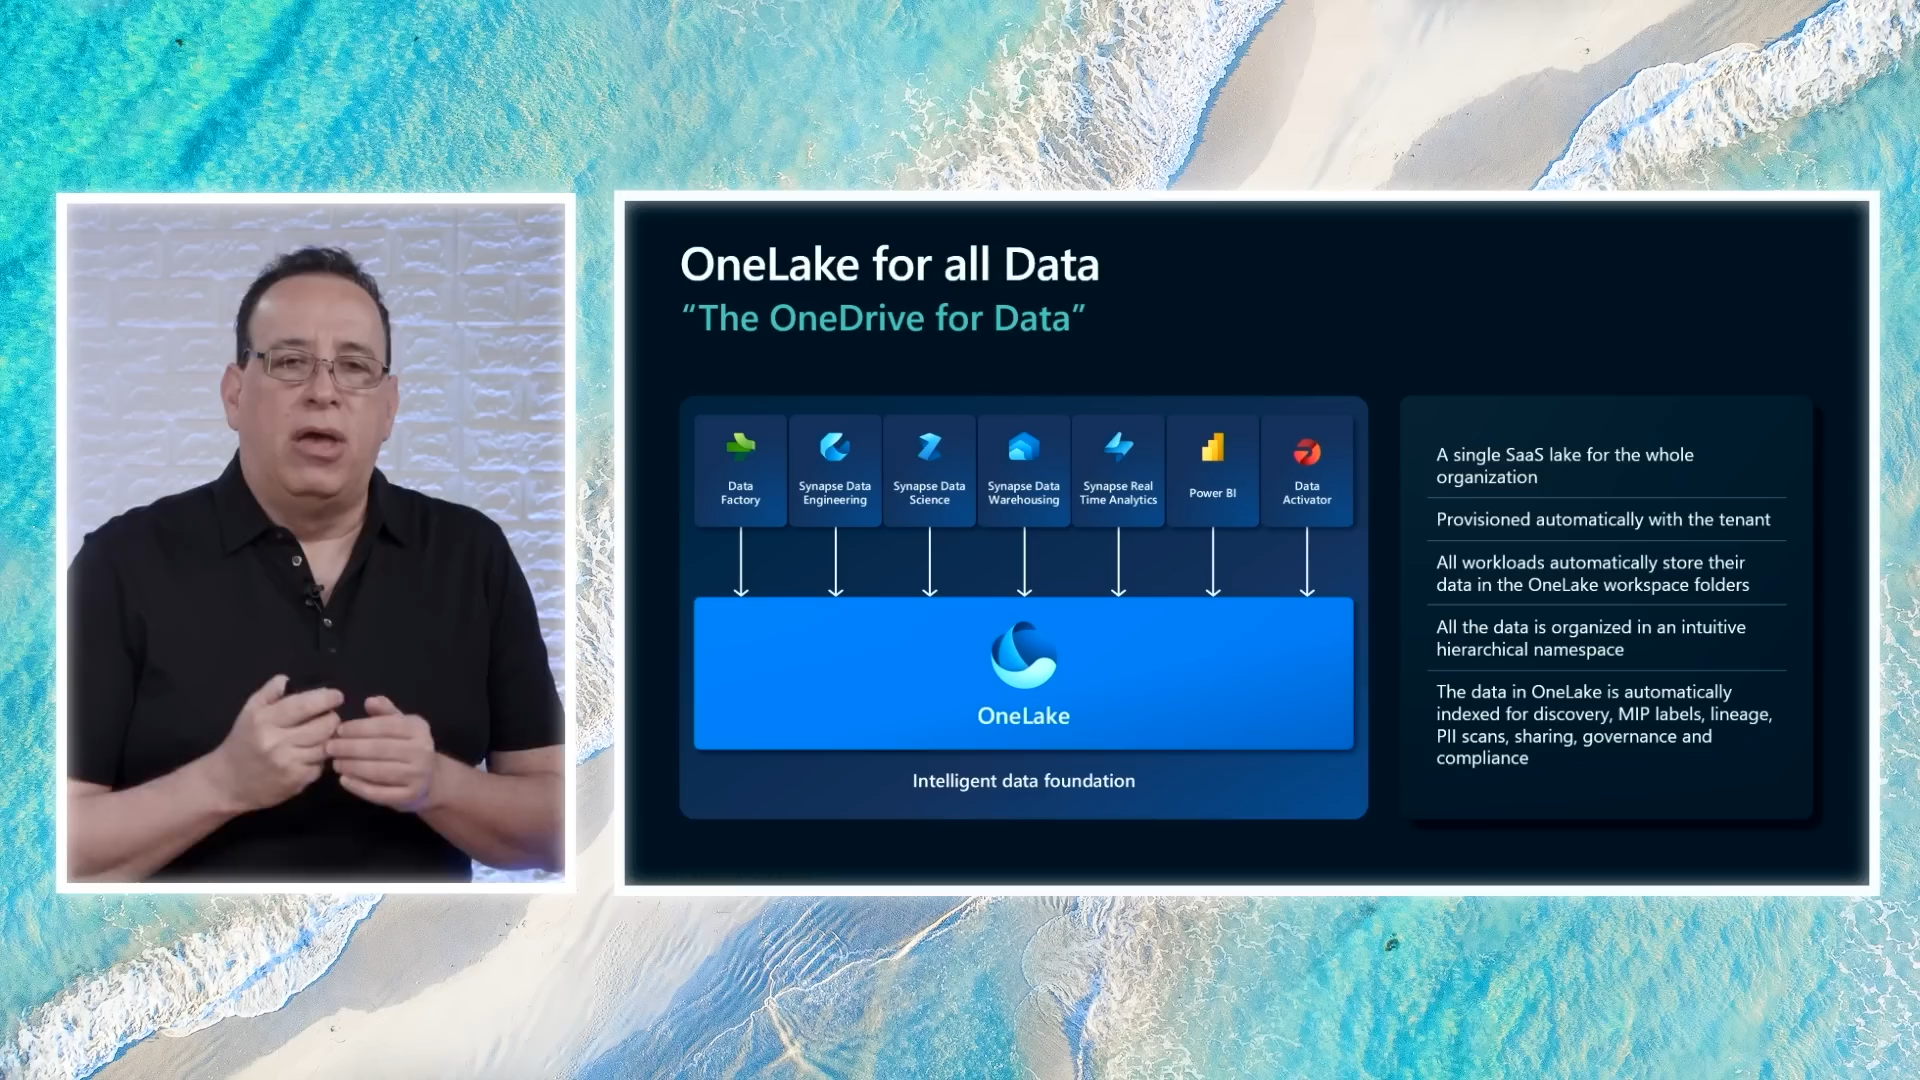 OneLake for all Data
“The OneDrive for Data”
Data
Factory
Synapse Data
Engineering
Synapse Data
Science
Synapse Data
Warehousing
Synapse Real
Time Analytics
Power BI
Data
Activator
OneLake
Intelligent data foundation
A single SaaS lake for the whole
organization
Provisioned automatically with the tenant
All workloads automatically store their
data in the OneLake workspace folders
All the data is organized in an intuitive
hierarchical namespace
The data in OneLake is automatically
indexed for discovery, MIP labels, lineage,
PII scans, sharing, governance and
compliance